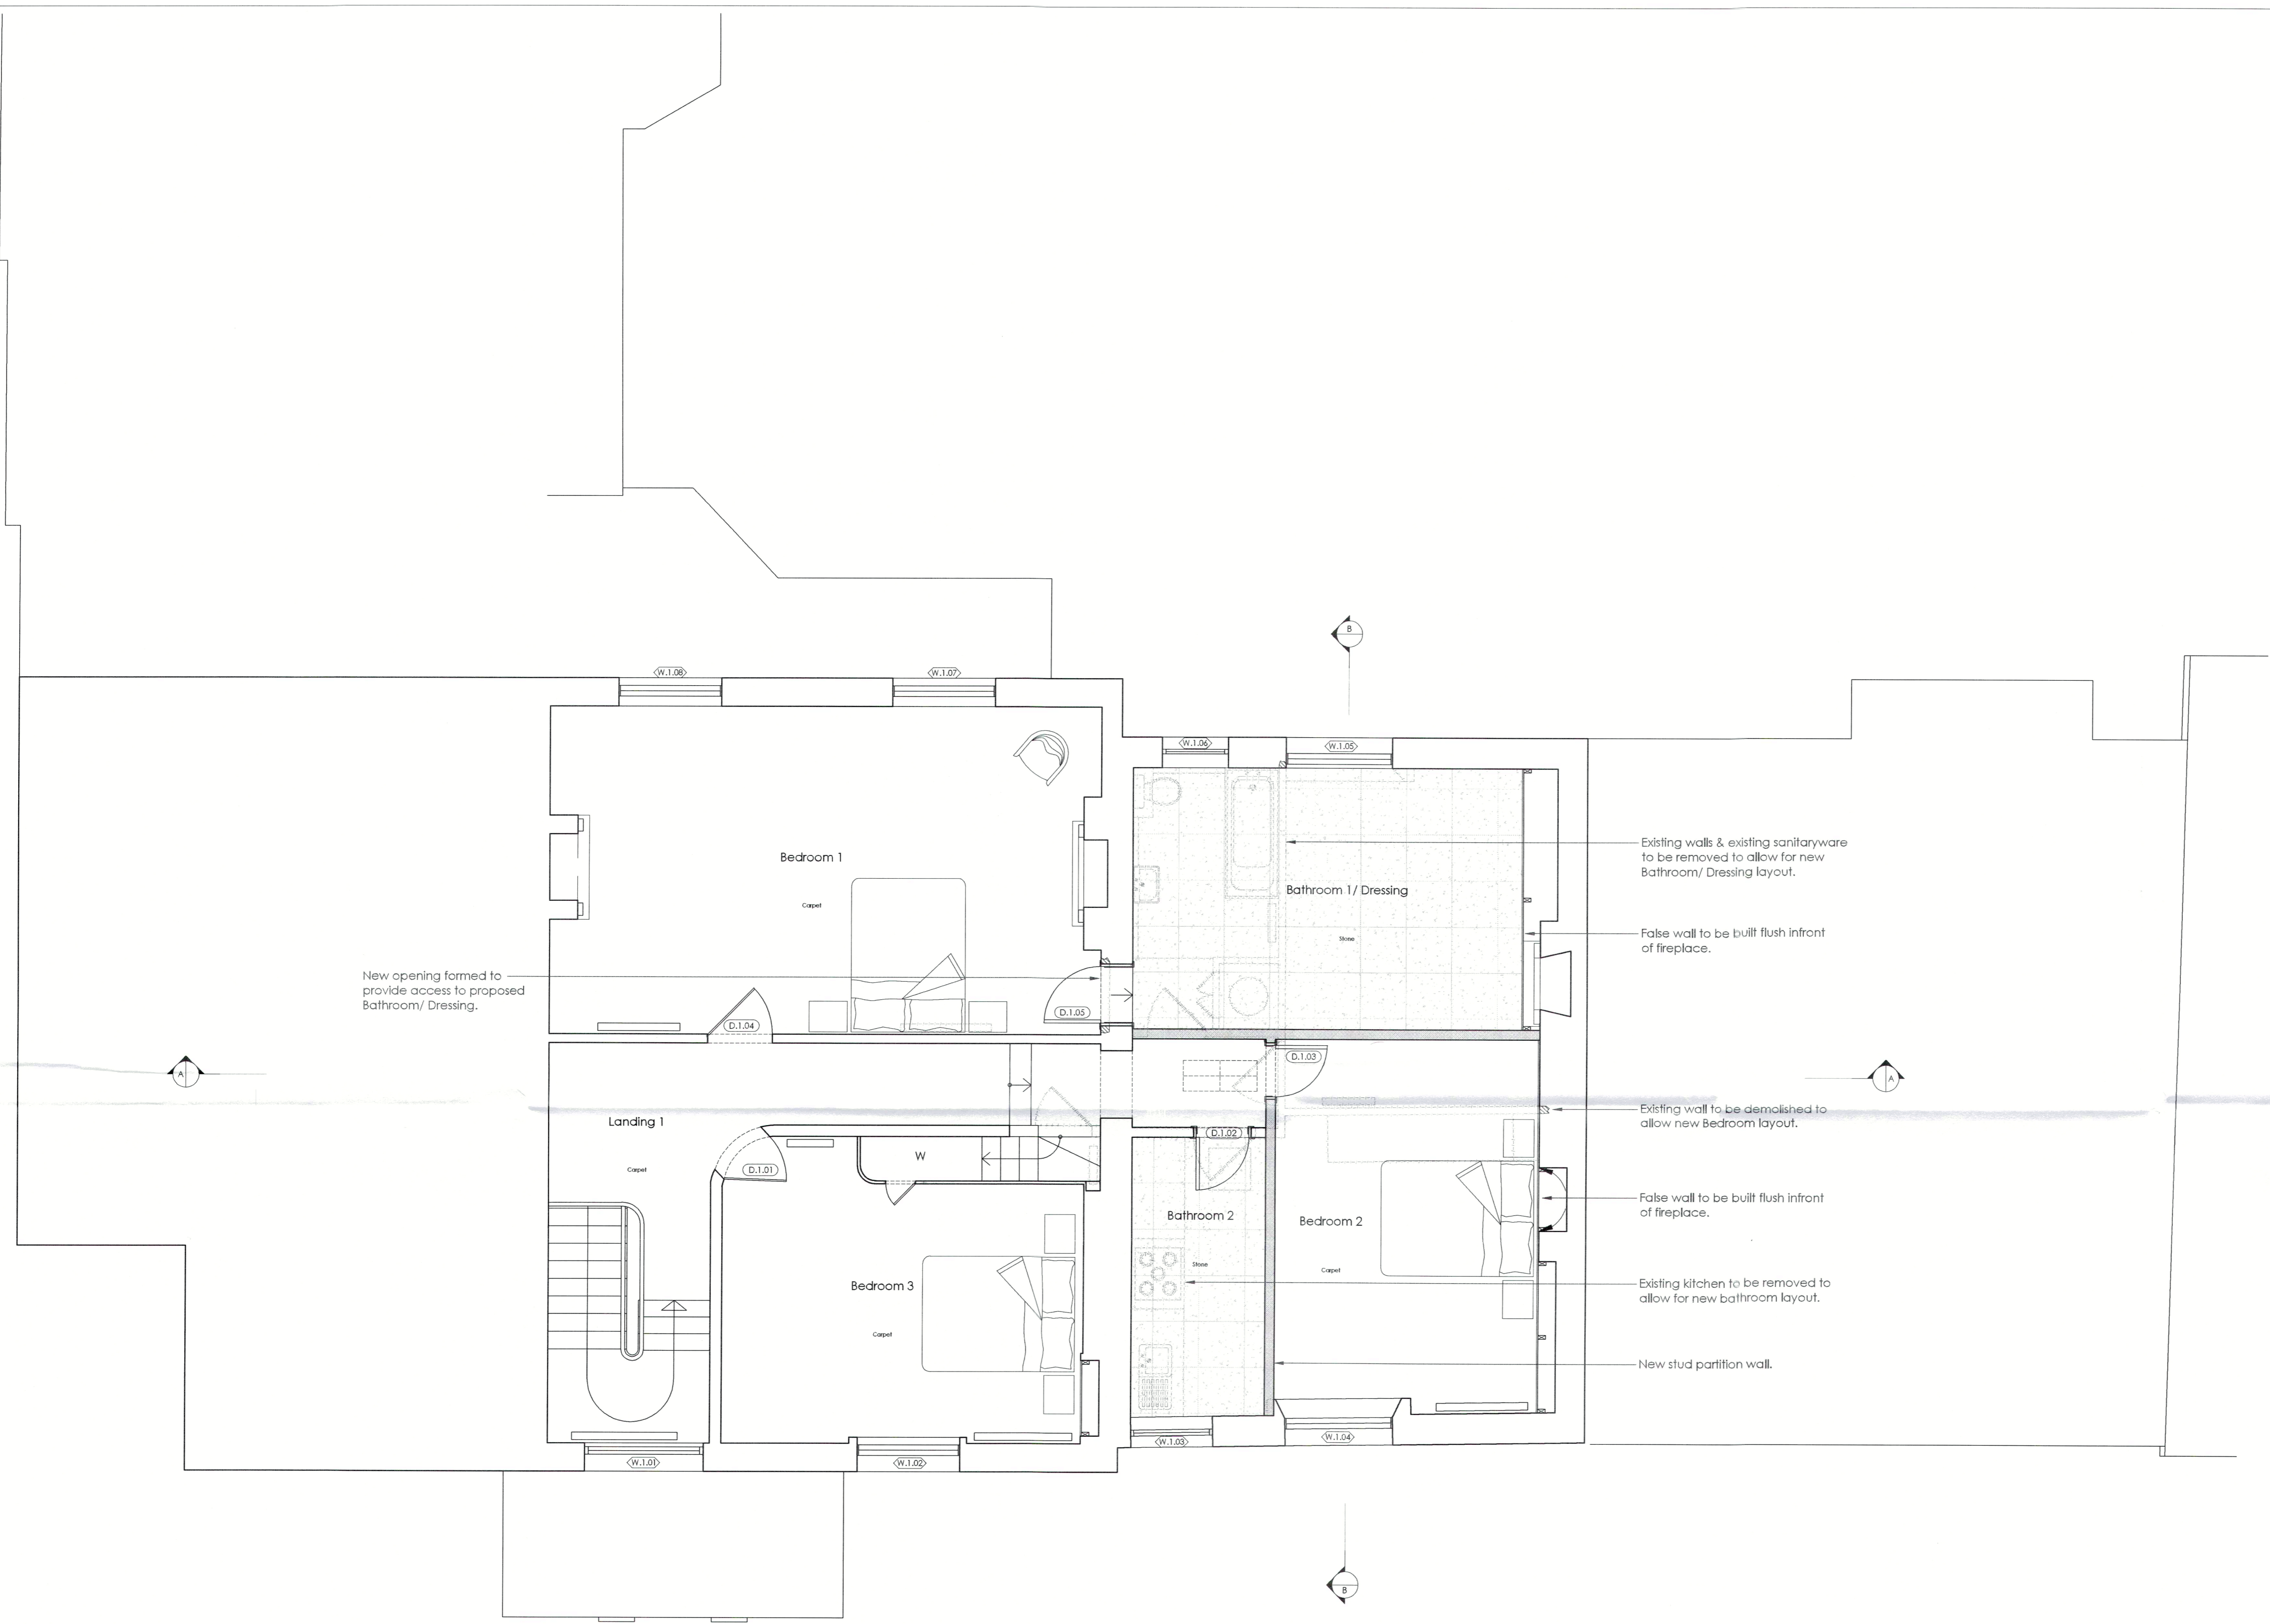 B
W.1.08
W.1.07
W.1.06
W.1.05
Bedroom 1
Carpet
Existing walls & existing sanitaryware
to be removed to allow for new
Bathroom/ Dressing layout.
Bathroom 1/ Dressing
Stone
False wall to be built flush infront
of fireplace.
New opening formed to
provide access to proposed
Bathroom/ Dressing.
D.1.04
D.1.05
A
D.1.03
A
Landing 1
Carpet
Existing wall to be demolished to
allow new Bedroom layout.
D.1.02
W
D.1.01
False wall to be built flush infront
of fireplace.
Bathroom 2
Stone
Bedroom 2
Carpet
Bedroom 3
Carpet
Existing kitchen to be removed to
allow for new bathroom layout.
New stud partition wall.
W.1.01
W.1.02
W.1.03
W.1.04
B